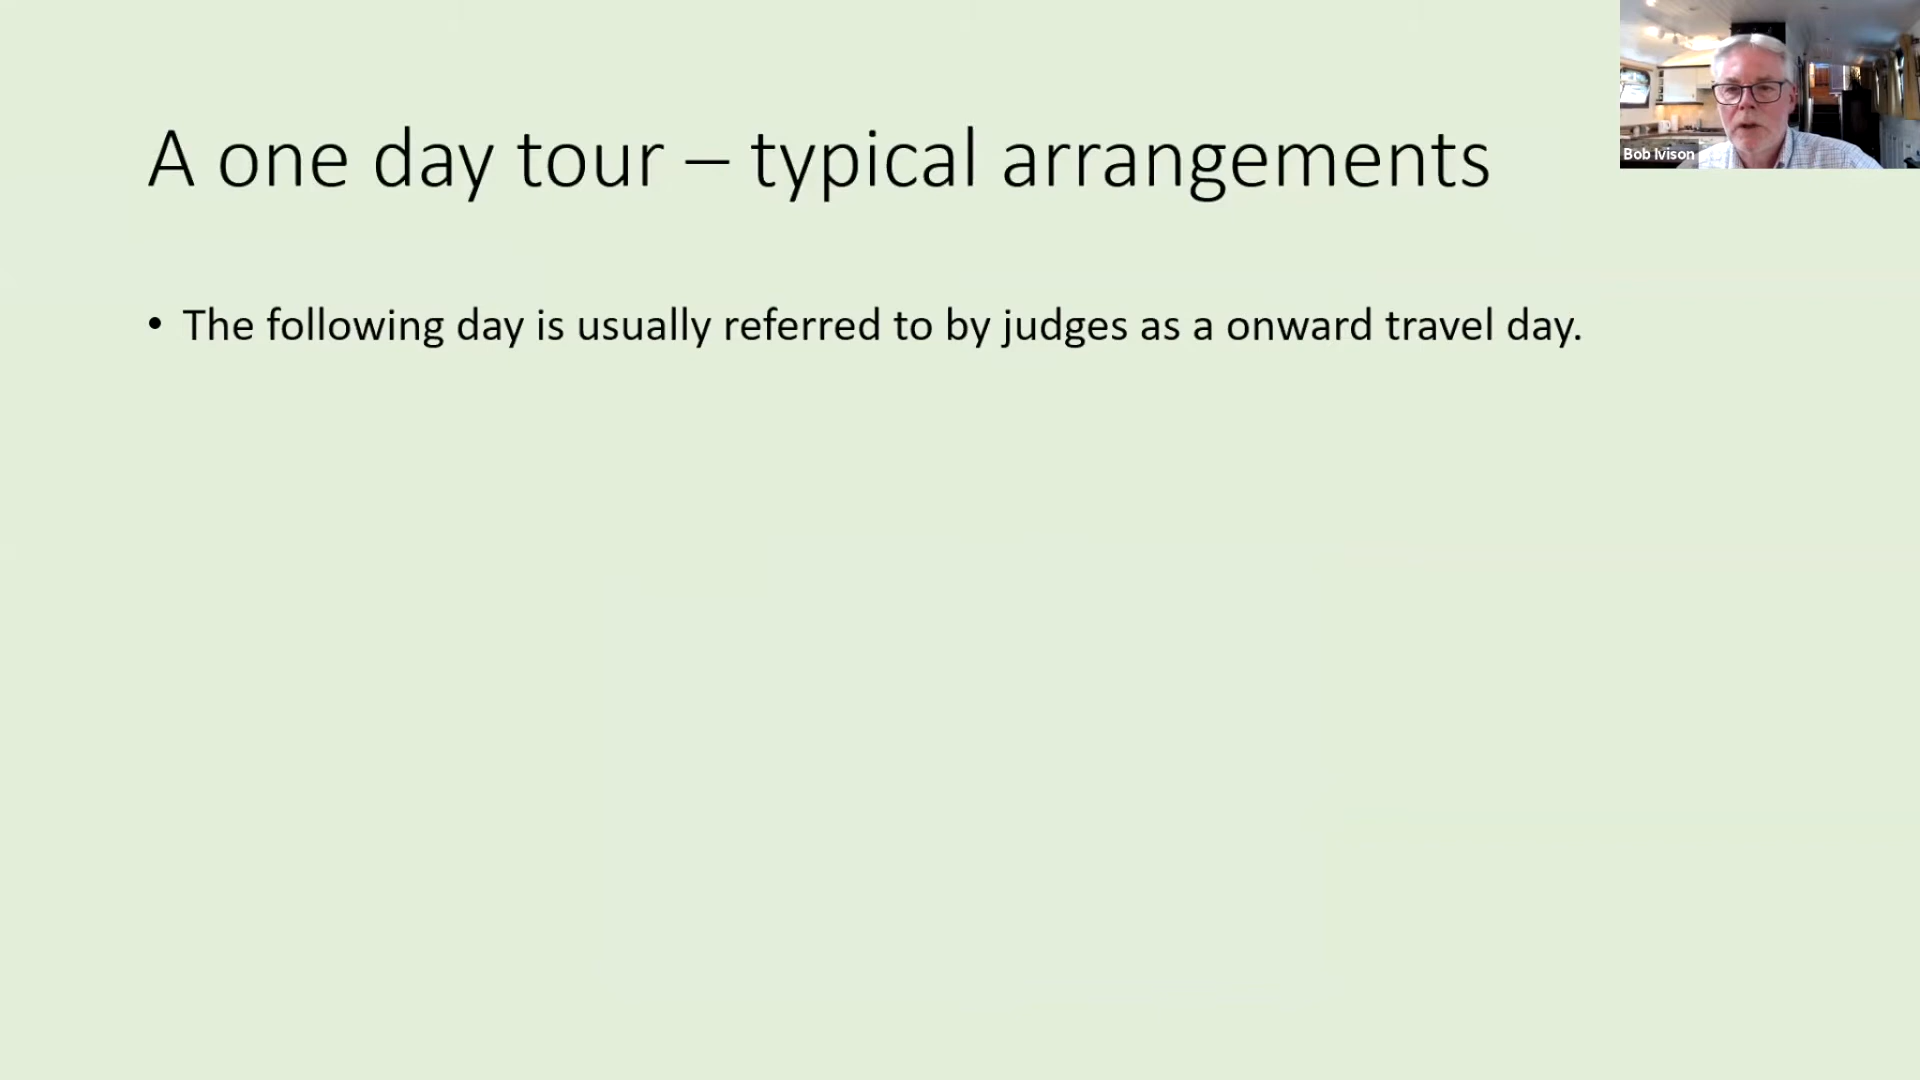 A one day tour – typical arrangements
• The following day is usually referred to by judges as a onward travel day.
Bob Ivison